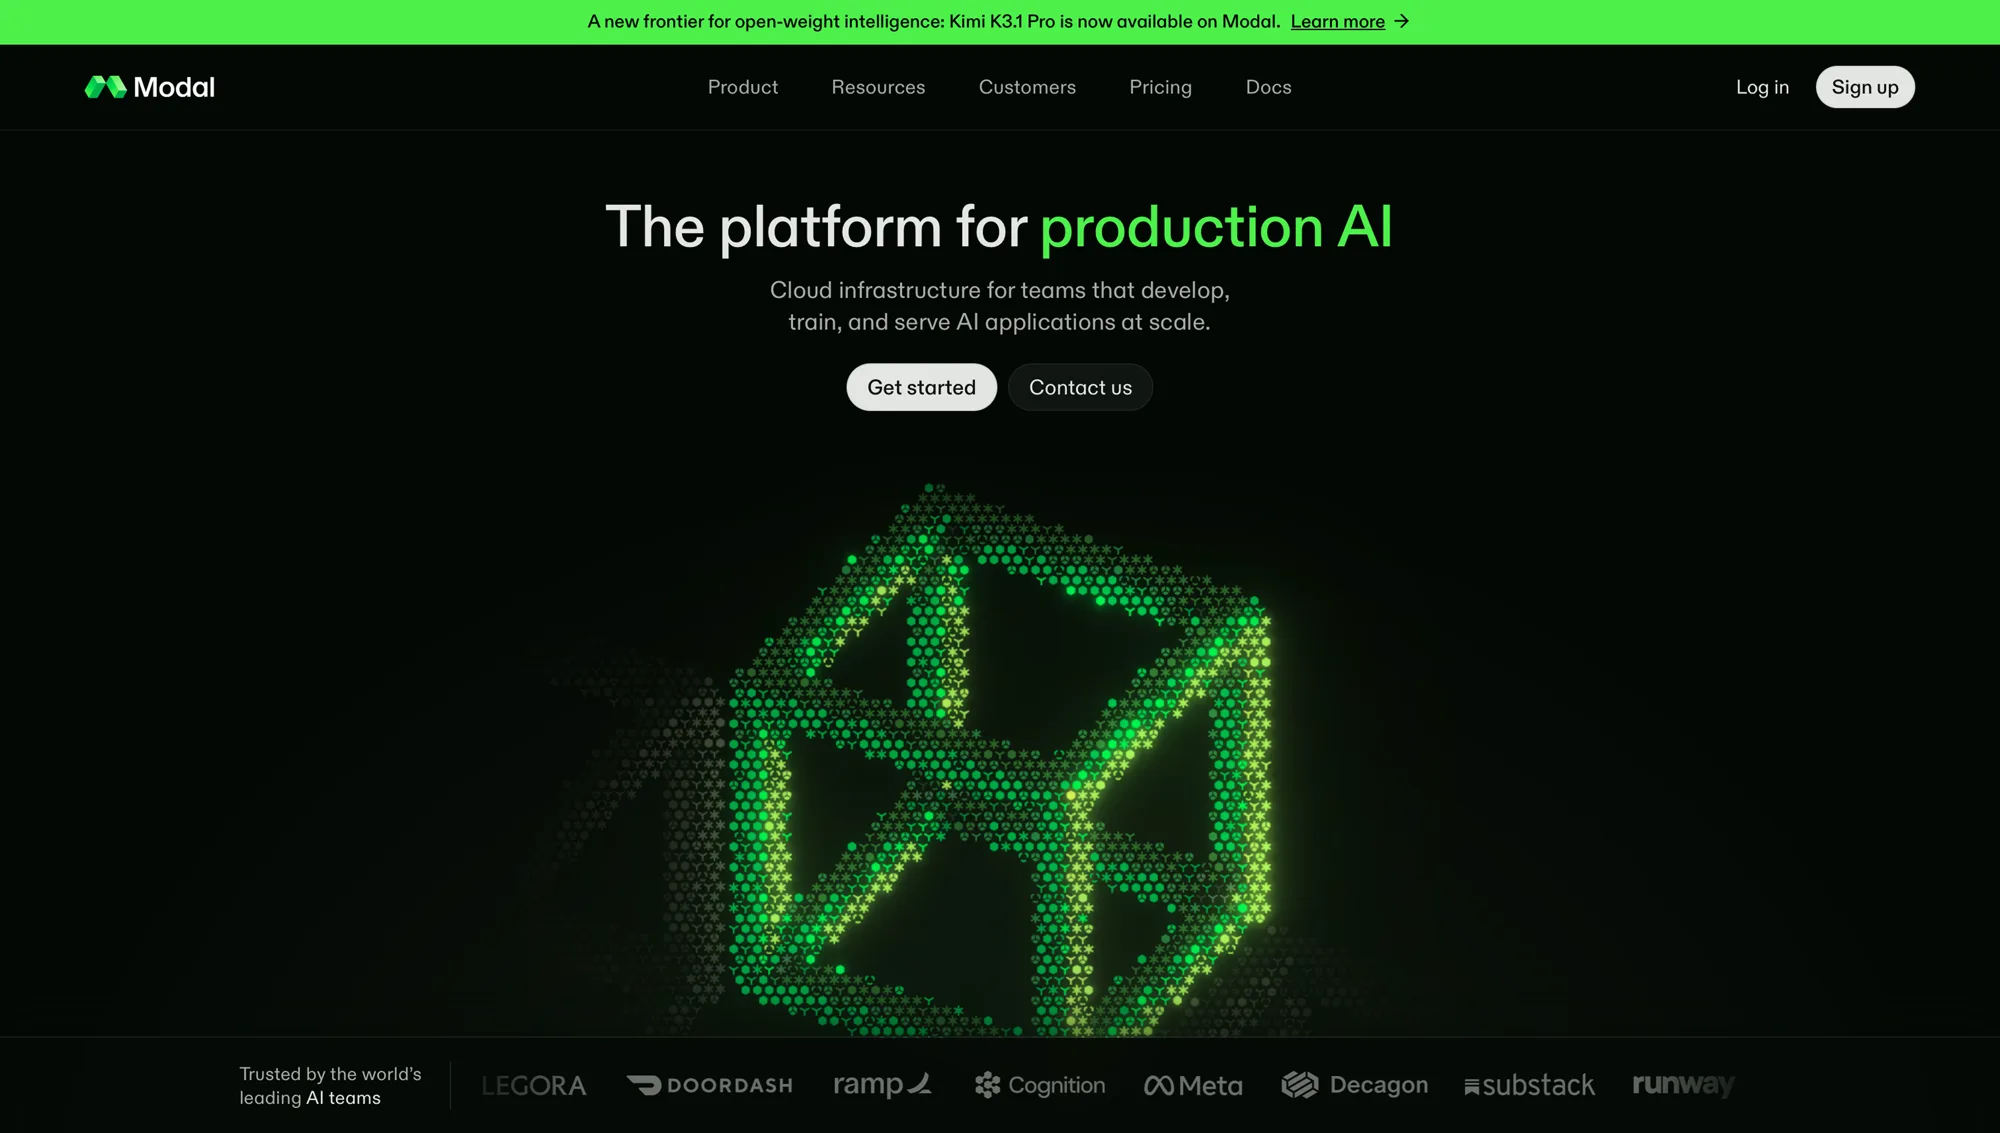 A new frontier for open-weight intelligence: Kimi K3.1 Pro is now available on Modal. Learn more →
Modal
Product
Resources
Customers
Pricing
Docs
Log in
Sign up
The platform for production AI
Cloud infrastructure for teams that develop,
train, and serve AI applications at scale.
Get started
Contact us
Trusted by the world's
leading AI teams
LEGORA
DOORDASH
ramp
Cognition
Meta
Decagon
substack
runway